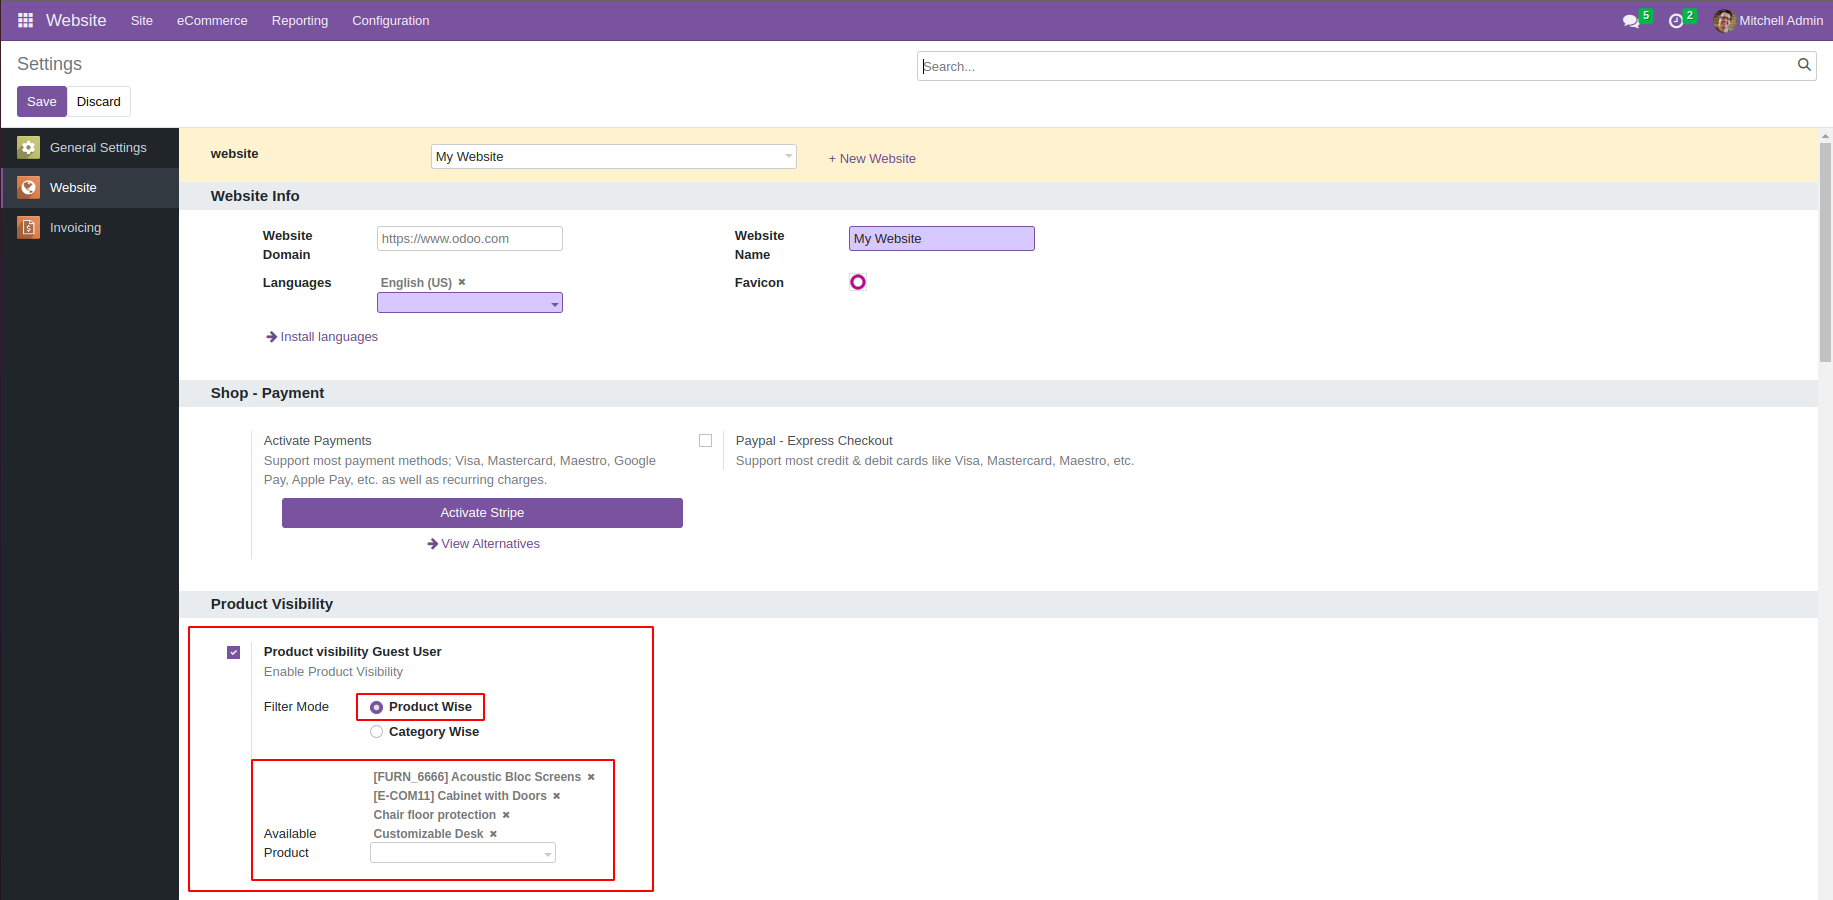 Website Site eCommerce Reporting Configuration 5 2 Mitchell Admin
Settings
Search...
Save Discard
General Settings
Website
Invoicing
website My Website + New Website
Website Info
Website Domain
https://www.odoo.com
Website Name
My Website
Languages
English (US) ✖
Favicon
Install languages
Shop - Payment
Activate Payments
Support most payment methods; Visa, Mastercard, Maestro, Google
Pay, Apple Pay, etc. as well as recurring charges.
Activate Stripe
View Alternatives
Paypal - Express Checkout
Support most credit & debit cards like Visa, Mastercard, Maestro, etc.
Product Visibility
Product visibility Guest User
Enable Product Visibility
Filter Mode
Product Wise
Category Wise
[FURN_6666] Acoustic Bloc Screens ✖
[E-COM11] Cabinet with Doors ✖
Chair floor protection ✖
Customizable Desk ✖
Available
Product